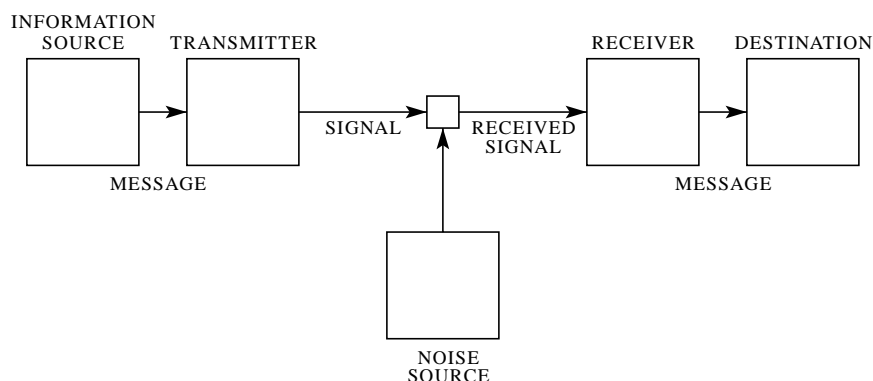 INFORMATION
SOURCE
TRANSMITTER
RECEIVER
DESTINATION
SIGNAL
RECEIVED
SIGNAL
MESSAGE
MESSAGE
NOISE
SOURCE